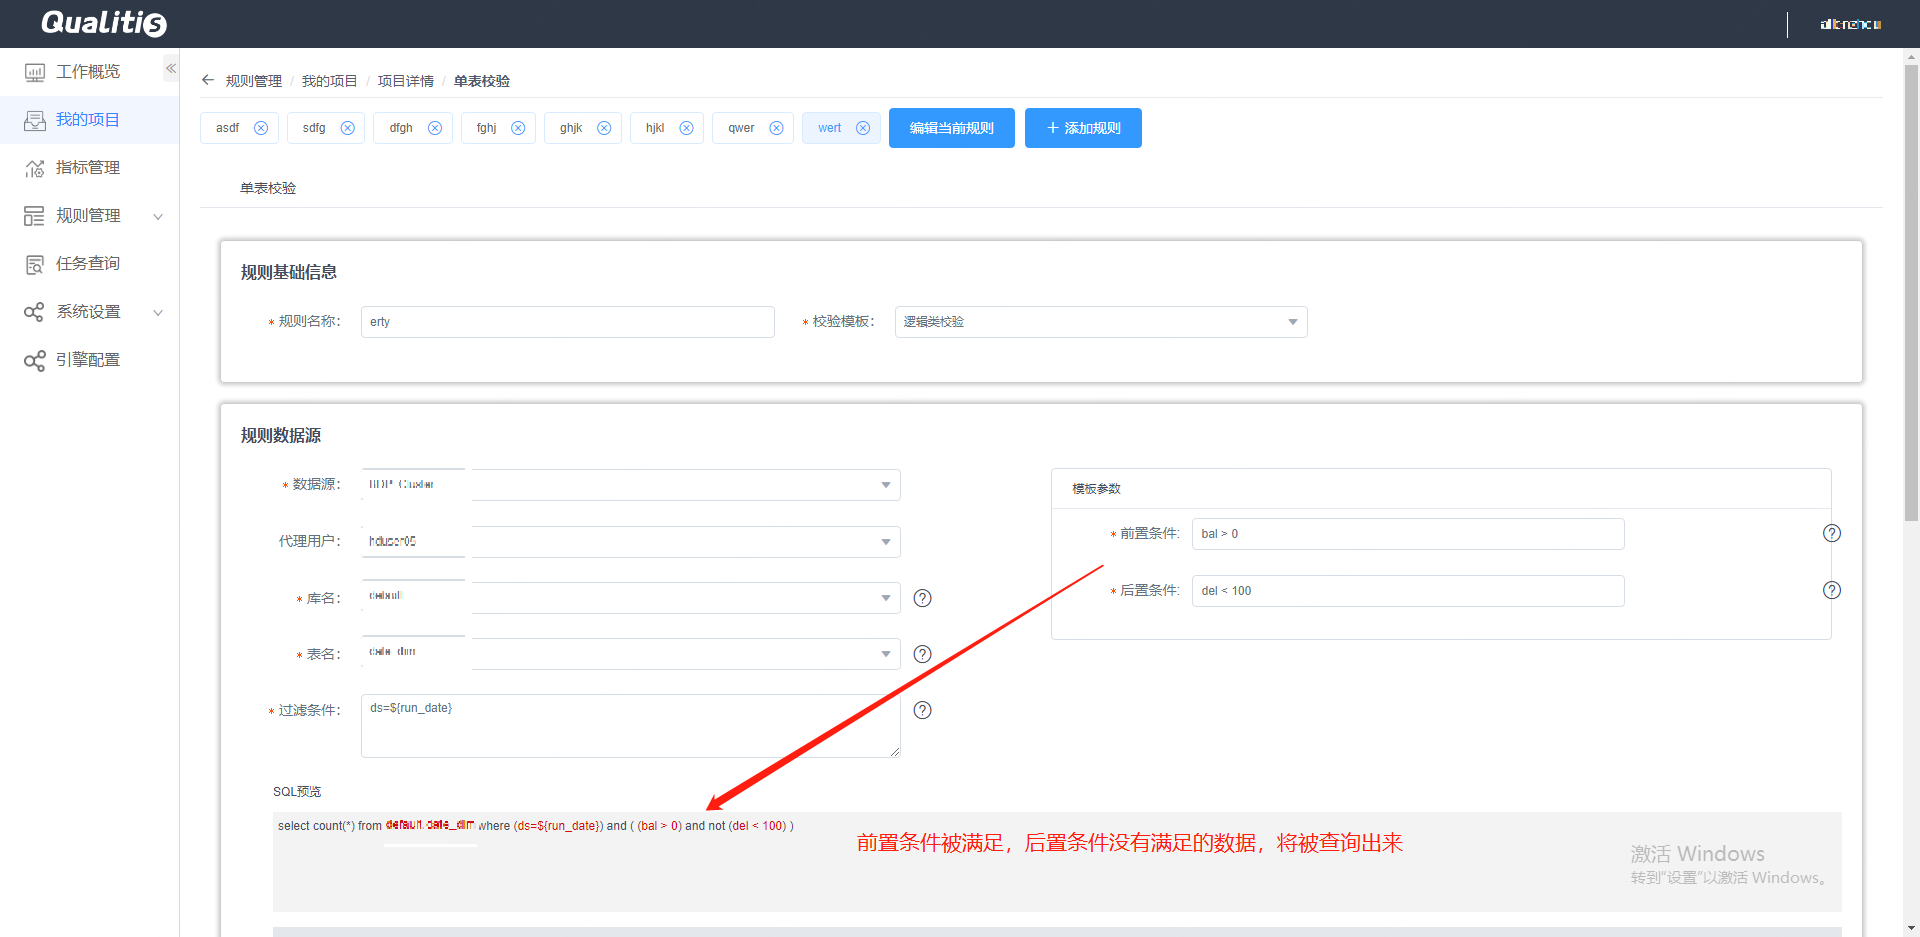 Qualitis
工作概览
我的项目
指标管理
规则管理
任务查询
系统设置
引擎配置
规则管理 / 我的项目 / 项目详情 / 单表校验
asdf sdfg dfgh fghj ghjk hjkl qwer wert 编辑当前规则 + 添加规则
单表校验
规则基础信息
* 规则名称： erty * 校验模板： 逻辑类校验
规则数据源
* 数据源：
模板参数
* 前置条件: bal > 0
代理用户： hduser05
* 后置条件: del < 100
* 库名： default
* 表名： date_dim
* 过滤条件： ds=${run_date}
SQL预览
select count(*) from default.date_dim where (ds=${run_date}) and ( (bal > 0) and not (del < 100) )
前置条件被满足，后置条件没有满足的数据，将被查询出来
激活 Windows
转到“设置”以激活 Windows。